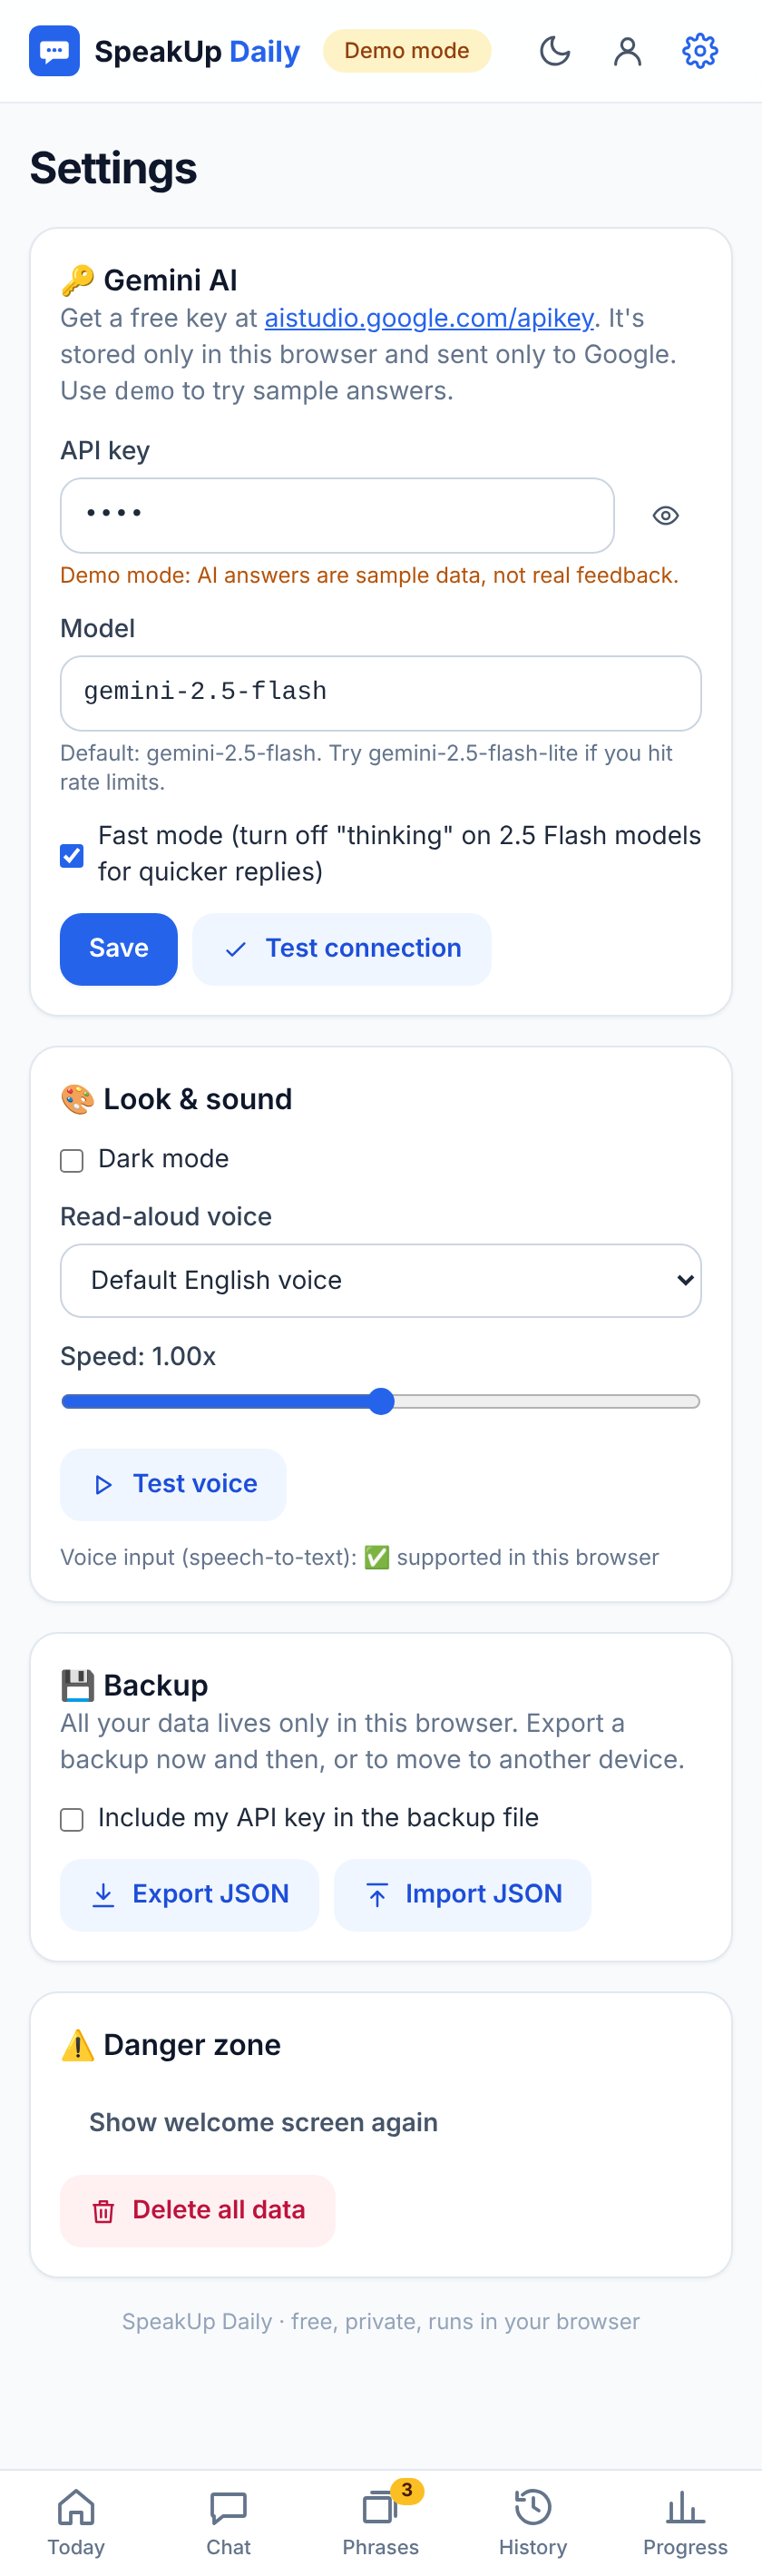 SpeakUp Daily
Demo mode
Settings
🔑 Gemini AI
Get a free key at aistudio.google.com/apikey. It's
stored only in this browser and sent only to Google.
Use demo to try sample answers.
API key
••••
Demo mode: AI answers are sample data, not real feedback.
Model
gemini-2.5-flash
Default: gemini-2.5-flash. Try gemini-2.5-flash-lite if you hit
rate limits.
Fast mode (turn off "thinking" on 2.5 Flash models
for quicker replies)
Save
Test connection
🎨 Look & sound
Dark mode
Read-aloud voice
Default English voice
Speed: 1.00x
Test voice
Voice input (speech-to-text): ✅ supported in this browser
💾 Backup
All your data lives only in this browser. Export a
backup now and then, or to move to another device.
Include my API key in the backup file
Export JSON
Import JSON
⚠️ Danger zone
Show welcome screen again
Delete all data
SpeakUp Daily · free, private, runs in your browser
3
Today
Chat
Phrases
History
Progress